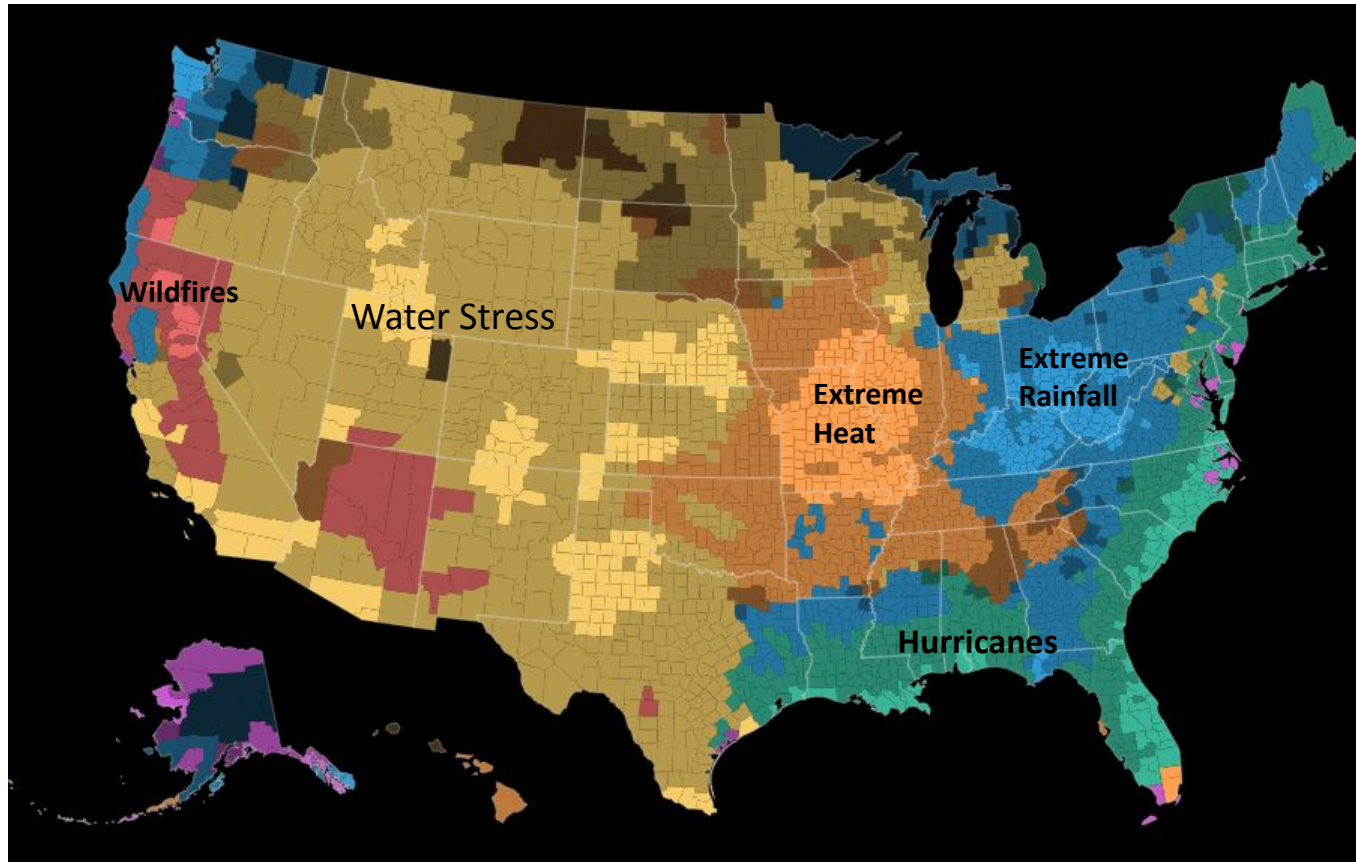 Wildfires
Water Stress
Extreme
Heat
Extreme
Rainfall
Hurricanes